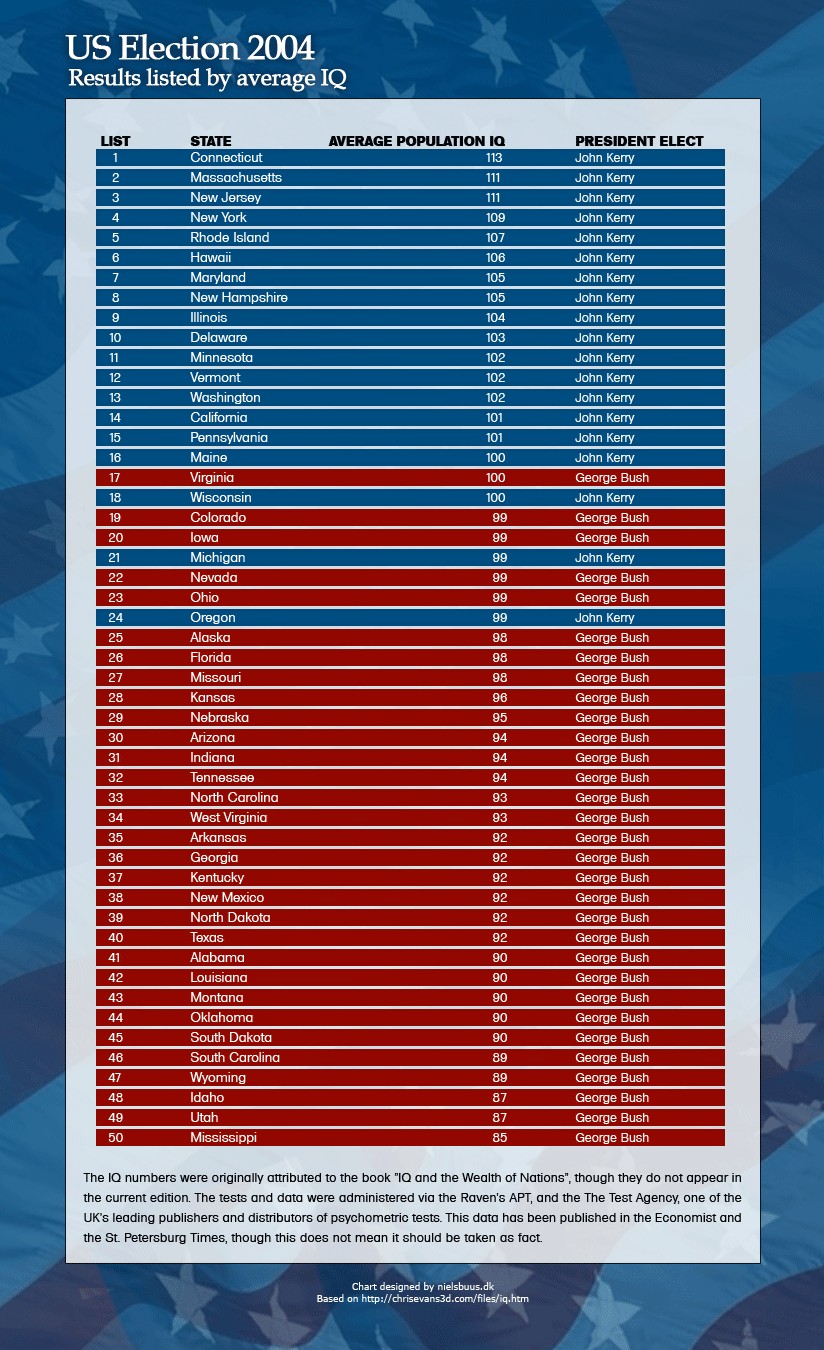 US Election 2004
Results listed by average IQ
LIST STATE AVERAGE POPULATION IQ PRESIDENT ELECT
1 Connecticut 113 John Kerry
2 Massachusetts 111 John Kerry
3 New Jersey 111 John Kerry
4 New York 109 John Kerry
5 Rhode Island 107 John Kerry
6 Hawaii 106 John Kerry
7 Maryland 105 John Kerry
8 New Hampshire 105 John Kerry
9 Illinois 104 John Kerry
10 Delaware 103 John Kerry
11 Minnesota 102 John Kerry
12 Vermont 102 John Kerry
13 Washington 102 John Kerry
14 California 101 John Kerry
15 Pennsylvania 101 John Kerry
16 Maine 100 John Kerry
17 Virginia 100 George Bush
18 Wisconsin 100 John Kerry
19 Colorado 99 George Bush
20 Iowa 99 George Bush
21 Michigan 99 John Kerry
22 Nevada 99 George Bush
23 Ohio 99 George Bush
24 Oregon 99 John Kerry
25 Alaska 98 George Bush
26 Florida 98 George Bush
27 Missouri 98 George Bush
28 Kansas 96 George Bush
29 Nebraska 95 George Bush
30 Arizona 94 George Bush
31 Indiana 94 George Bush
32 Tennessee 94 George Bush
33 North Carolina 93 George Bush
34 West Virginia 93 George Bush
35 Arkansas 92 George Bush
36 Georgia 92 George Bush
37 Kentucky 92 George Bush
38 New Mexico 92 George Bush
39 North Dakota 92 George Bush
40 Texas 92 George Bush
41 Alabama 90 George Bush
42 Louisiana 90 George Bush
43 Montana 90 George Bush
44 Oklahoma 90 George Bush
45 South Dakota 90 George Bush
46 South Carolina 89 George Bush
47 Wyoming 89 George Bush
48 Idaho 87 George Bush
49 Utah 87 George Bush
50 Mississippi 85 George Bush
The IQ numbers were originally attributed to the book "IQ and the Wealth of Nations", though they do not appear in
the current edition. The tests and data were administered via the Raven's APT, and the The Test Agency, one of the
UK's leading publishers and distributors of psychometric tests. This data has been published in the Economist and
the St. Petersburg Times, though this does not mean it should be taken as fact.
Chart designed by nielsbuus.dk
Based on http://chrisevans3d.com/files/iq.htm